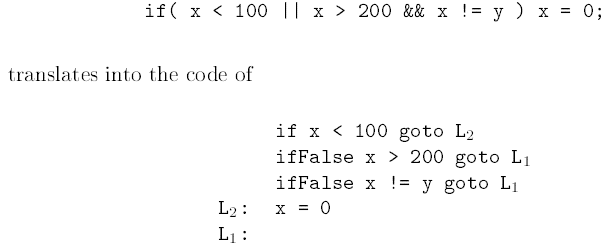 if( x < 100 || x > 200 && x != y ) x = 0;
translates into the code of
if x < 100 goto L₂
ifFalse x > 200 goto L₁
ifFalse x != y goto L₁
L₂: x = 0
L₁: